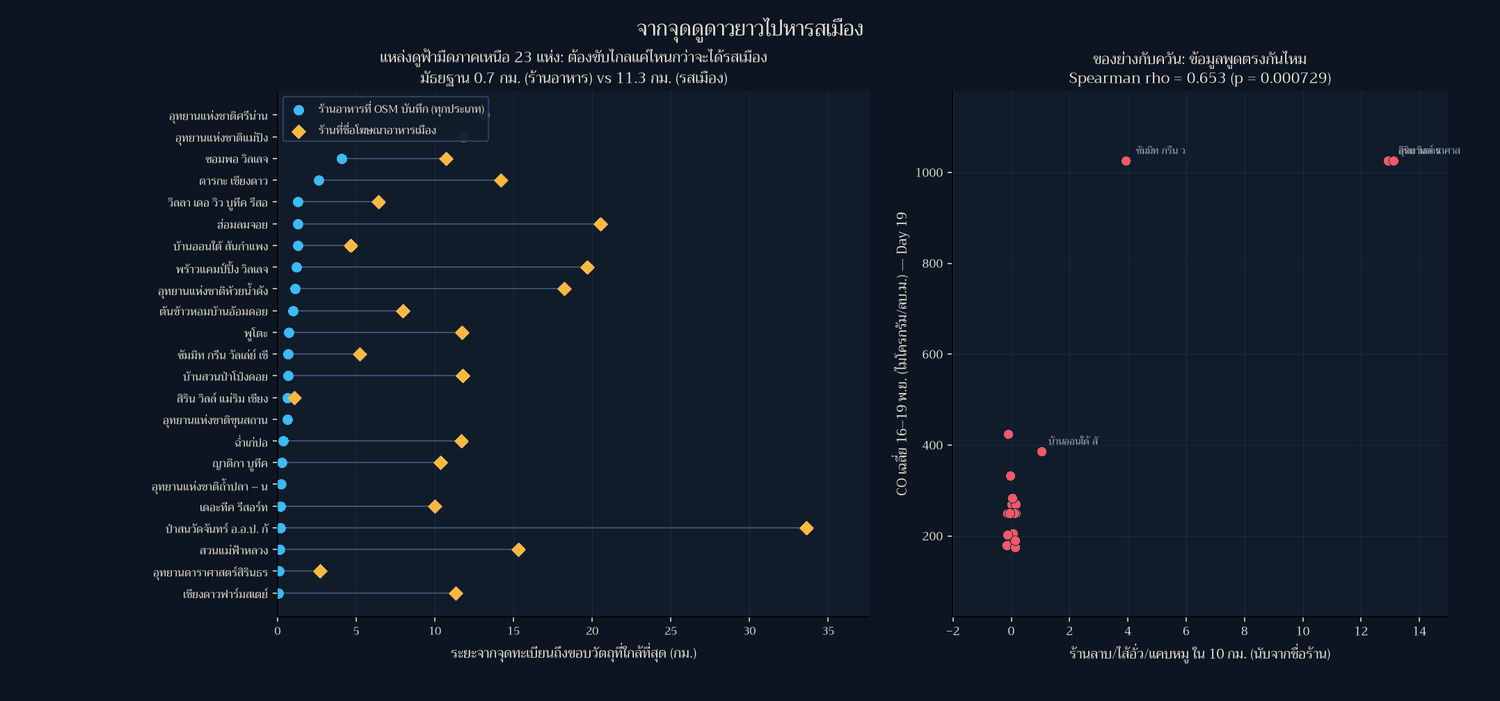 จากจุดดูดาวยาวไปหารสเมือง
แหล่งดูฟ้ามืดภาคเหนือ 23 แห่ง: ต้องขับไกลแค่ไหนกว่าจะได้รสเมือง
มัธยฐาน 0.7 กม. (ร้านอาหาร) vs 11.3 กม. (รสเมือง)
ร้านอาหารที่ OSM บันทึก (ทุกประเภท)
ร้านที่ชื่อโฆษณาอาหารเมือง
อุทยานแห่งชาติศรีน่าน
อุทยานแห่งชาติแม่ปิง
ซอมพอ วิลเลจ
ดารกะ เชียงดาว
วิลลา เดอ วิว บูทีค รีสอ
ฮ่อมลมจอย
บ้านออนใต้ สันกำแพง
พร้าวแคมป์ปิ้ง วิลเลจ
อุทยานแห่งชาติห้วยน้ำดัง
ต้นข้าวหอมบ้านอ้อมดอย
พูโตะ
ซัมมิท กรีน วัลเล่ย์ เชี
บ้านสวนป่าโป่งดอย
สิริน วิลล์ แม่ริม เชียง
อุทยานแห่งชาติขุนสถาน
ฉ่าเก่ปอ
ญาติกา บูทีค
อุทยานแห่งชาติถ้ำปลา – น
เดอะทีค รีสอร์ท
ป่าสนวัดจันทร์ อ.อ.ป. กั
สวนแม่ฟ้าหลวง
อุทยานดาราศาสตร์สิรินธร
เชียงดาวฟาร์มสเตย์
0 5 10 15 20 25 30 35
ระยะจากจุดทะเบียนถึงขอบวัตถุที่ใกล้ที่สุด (กม.)
ของย่างกับควัน: ข้อมูลพูดตรงกันไหม
Spearman rho = 0.653 (p = 0.000729)
CO เฉลี่ย 16–19 พ.ย. (ไมโครกรัม/ลบ.ม.) — Day 19
1000
800
600
400
200
ซัมมิท กรีน ว
บ้านออนใต้ สั
−2 0 2 4 6 8 10 12 14
ร้านลาบ/ไส้อั่ว/แคบหมู ใน 10 กม. (นับจากชื่อร้าน)